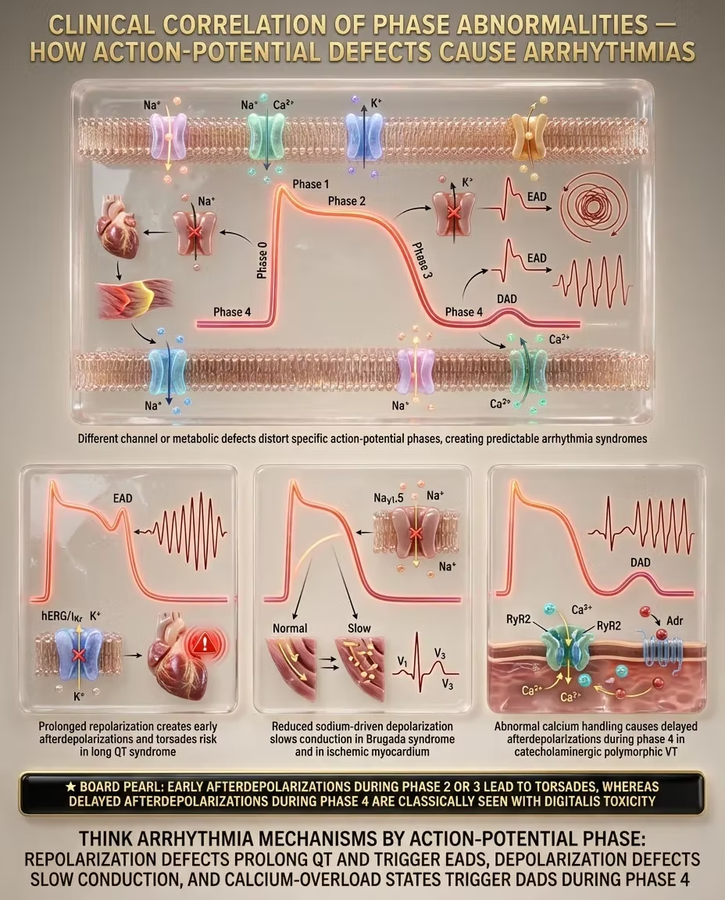 CLINICAL CORRELATION OF PHASE ABNORMALITIES —
HOW ACTION-POTENTIAL DEFECTS CAUSE ARRHYTHMIAS
Na⁺
Na⁺ Ca²⁺
K⁺
Phase 1
Phase 2
Na⁺
K⁺
EAD
Phase 0
Phase 3
EAD
Phase 4
Phase 4
DAD
Ca²⁺
Na⁺
Na⁺
Ca²⁺
Different channel or metabolic defects distort specific action-potential phases, creating predictable arrhythmia syndromes
EAD
hERG/IKr K⁺
K⁺
Prolonged repolarization creates early
afterdepolarizations and torsades risk
in long QT syndrome
Nav1.5 Na⁺
Na⁺
Normal
Slow
V₁
V₃
V₃
Reduced sodium-driven depolarization
slows conduction in Brugada syndrome
and in ischemic myocardium
DAD
RyR2
Ca³⁺
RyR2
Adr
Ca²⁺
Ca²⁺
Abnormal calcium handling causes delayed
afterdepolarizations during phase 4 in
catecholaminergic polymorphic VT
★ BOARD PEARL: EARLY AFTERDEPOLARIZATIONS DURING PHASE 2 OR 3 LEAD TO TORSADES, WHEREAS
DELAYED AFTERDEPOLARIZATIONS DURING PHASE 4 ARE CLASSICALLY SEEN WITH DIGITALIS TOXICITY
THINK ARRHYTHMIA MECHANISMS BY ACTION-POTENTIAL PHASE:
REPOLARIZATION DEFECTS PROLONG QT AND TRIGGER EADS, DEPOLARIZATION DEFECTS
SLOW CONDUCTION, AND CALCIUM-OVERLOAD STATES TRIGGER DADS DURING PHASE 4